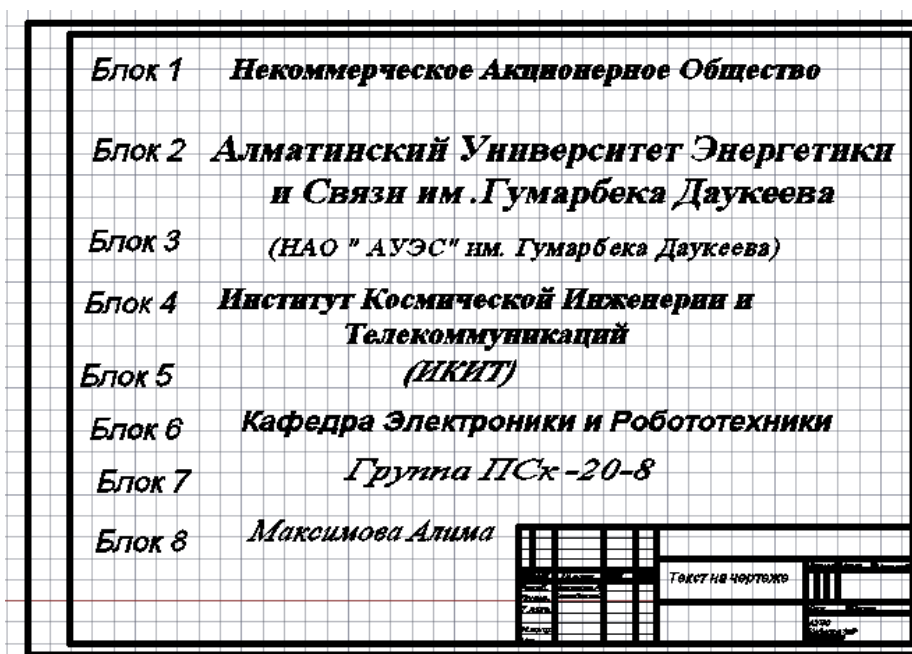 Блок 1 Некоммерческое Акционерное Общество
Блок 2 Алматинский Университет Энергетики
и Связи им.Гумарбека Даукеева
Блок 3 (НАО " АУЭС" им. Гумарбека Даукеева)
Блок 4 Институт Космической Инженерии и
Телекоммуникаций
Блок 5 (ИКИТ)
Блок 6 Кафедра Электроники и Робототехники
Блок 7 Группа ПСк-20-8
Блок 8 Максимова Алима
Текст на чертеже